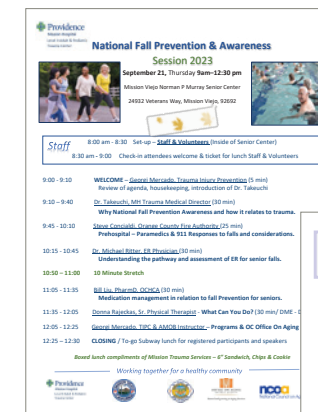 Providence
Mission Hospital
National Fall Prevention & Awareness
Session 2023
September 21, Thursday 9am–12:30 pm
Mission Viejo Norman P Murray Senior Center
24932 Veterans Way, Mission Viejo, 92692
Staff
8:00 am - 8:30 Set-up – Staff & Volunteers (Inside of Senior Center)
8:30 am - 9:00 Check-in attendees welcome & ticket for lunch Staff & Volunteers
9:00 - 9:10 WELCOME – Georgi Mercado, Trauma Injury Prevention (5 min)
Review of agenda, housekeeping, introduction of Dr. Takeuchi
9:10 – 9:40 Dr. Takeuchi, MH Trauma Medical Director (30 min)
Why National Fall Prevention Awareness and how it relates to trauma.
9:45 - 10:10 Steve Concialdi, Orange County Fire Authority (25 min)
Prehospital – Paramedics & 911 Responses to falls and considerations.
10:15 - 10:45 Dr. Michael Ritter, ER Physician (30 min)
Understanding the pathway and assessment of ER for senior falls.
10:50 – 11:00 10 Minute Stretch
11:05 - 11:35 Bill Liu, PharmD, OCHCA (30 min)
Medication management in relation to Fall Prevention for seniors.
11:35 - 12:05 Donna Rajeckas, Sr. Physical Therapist - What Can You Do? (30 min/ DME -
12:05 - 12:25 Georgi Mercado, TIPC & AMOB Instructor – Programs & OC Office On Aging
12:25 – 12:30 CLOSING / To-go Subway lunch for registered participants and speakers
Boxed lunch compliments of Mission Trauma Services – 6" Sandwich, Chips & Cookie
Working together for a healthy community
Providence
Mission Hospital
ncoa